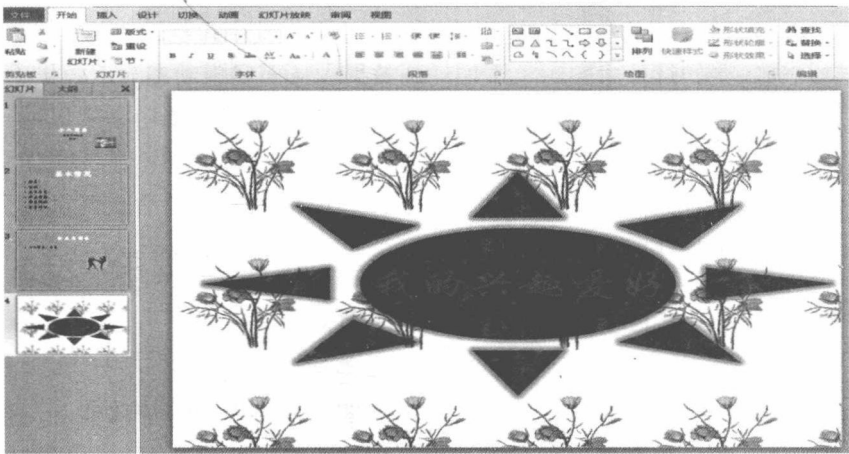 文件 开始 插入 设计 切换 动画 幻灯片放映 审阅 视图
版式 查找
粘贴 新建 重设 排列 快速样式 形状填充 替换
幻灯片 节 形状轮廓 选择
形状效果
剪贴板 幻灯片 字体 段落 绘图 编辑
幻灯片 大纲
1
2
基本情况
3
4
我的兴趣爱好